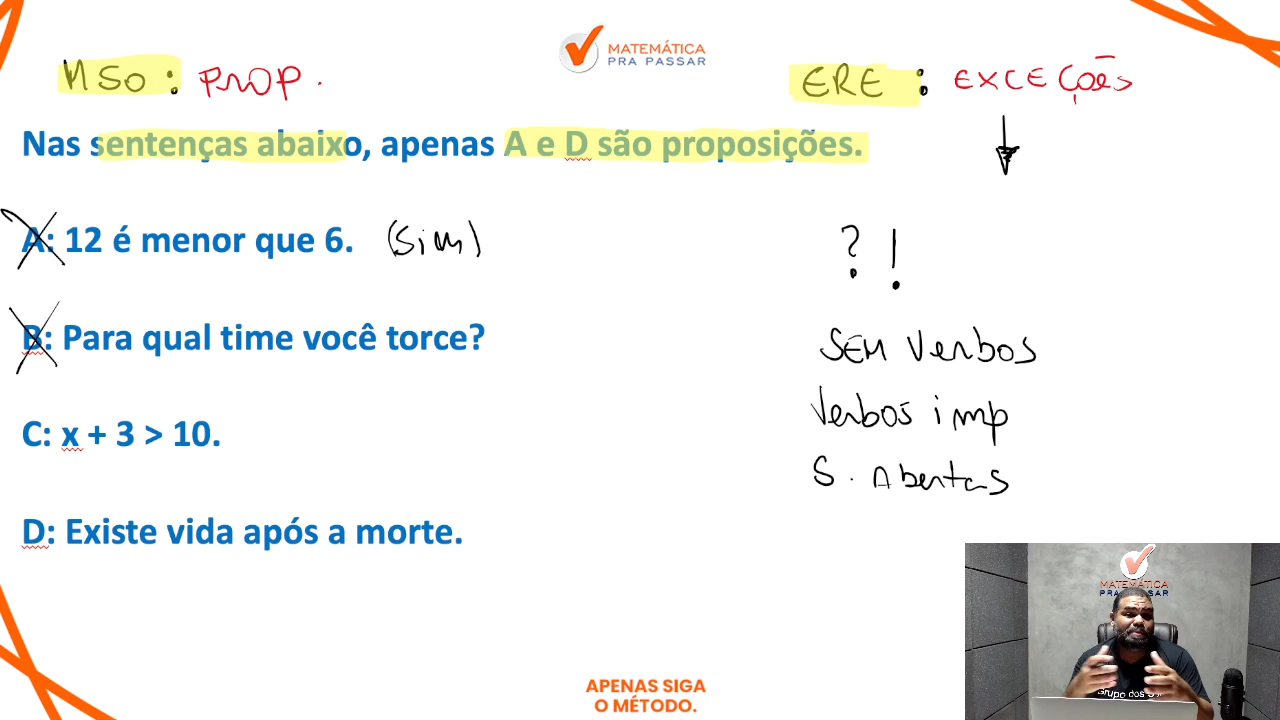 MATEMÁTICA
PRA PASSAR
MSO : PROP.
ERE : EXCEÇÕES
Nas sentenças abaixo, apenas A e D são proposições.
A: 12 é menor que 6. (Sim)
? !
B: Para qual time você torce?
SEM Verbos
Verbos imp
C: x + 3 > 10.
S. Abertas
D: Existe vida após a morte.
MATEMÁTICA
PRA PASSAR
APENAS SIGA
O MÉTODO.